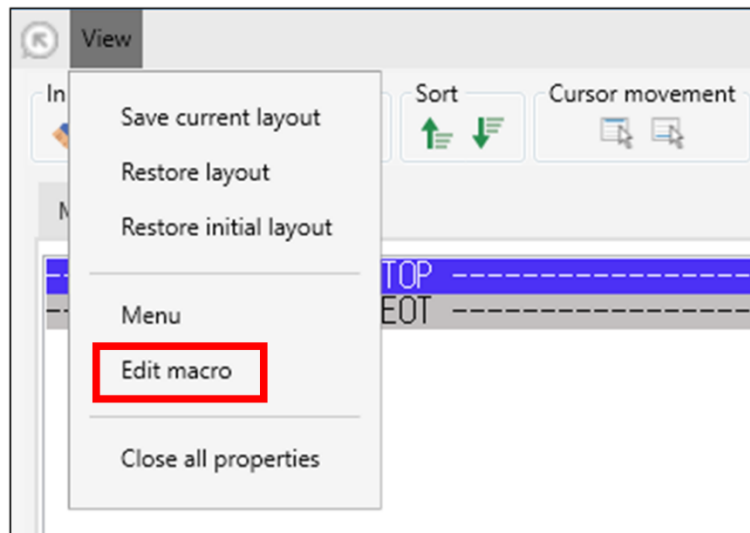 View
In
Sort
Cursor movement
Save current layout
Restore layout
Restore initial layout
Menu
Edit macro
Close all properties
TOP ----------------
EOT ----------------